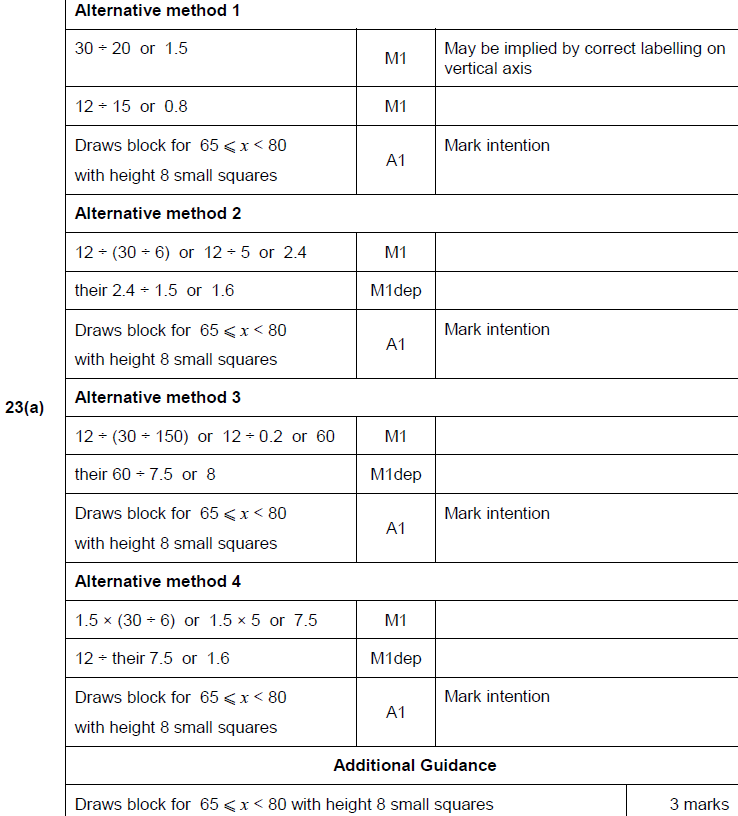 Alternative method 1
30 ÷ 20 or 1.5
M1
May be implied by correct labelling on
vertical axis
12 ÷ 15 or 0.8
M1
Draws block for 65 ⩽ x < 80
with height 8 small squares
A1
Mark intention
Alternative method 2
12 ÷ (30 ÷ 6) or 12 ÷ 5 or 2.4
M1
their 2.4 ÷ 1.5 or 1.6
M1dep
Draws block for 65 ⩽ x < 80
with height 8 small squares
A1
Mark intention
23(a)
Alternative method 3
12 ÷ (30 ÷ 150) or 12 ÷ 0.2 or 60
M1
their 60 ÷ 7.5 or 8
M1dep
Draws block for 65 ⩽ x < 80
with height 8 small squares
A1
Mark intention
Alternative method 4
1.5 × (30 ÷ 6) or 1.5 × 5 or 7.5
M1
12 ÷ their 7.5 or 1.6
M1dep
Draws block for 65 ⩽ x < 80
with height 8 small squares
A1
Mark intention
Additional Guidance
Draws block for 65 ⩽ x < 80 with height 8 small squares
3 marks